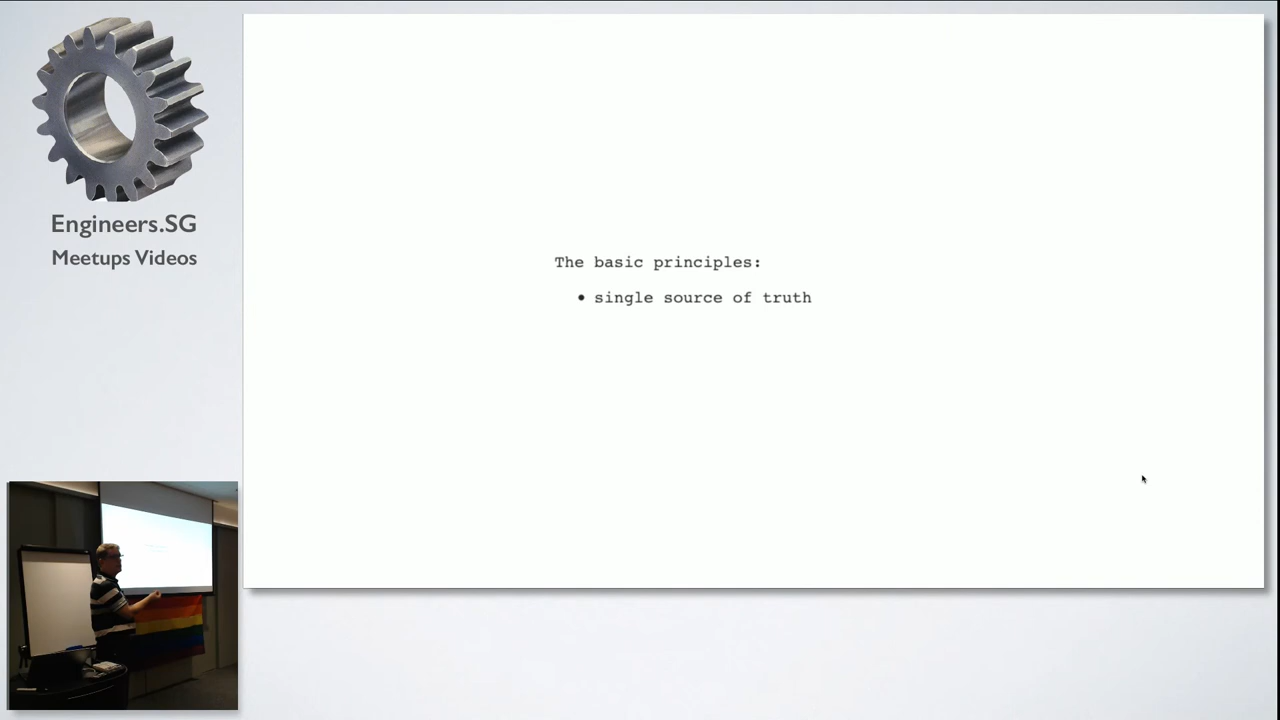 Engineers.SG
Meetups Videos
The basic principles:
• single source of truth